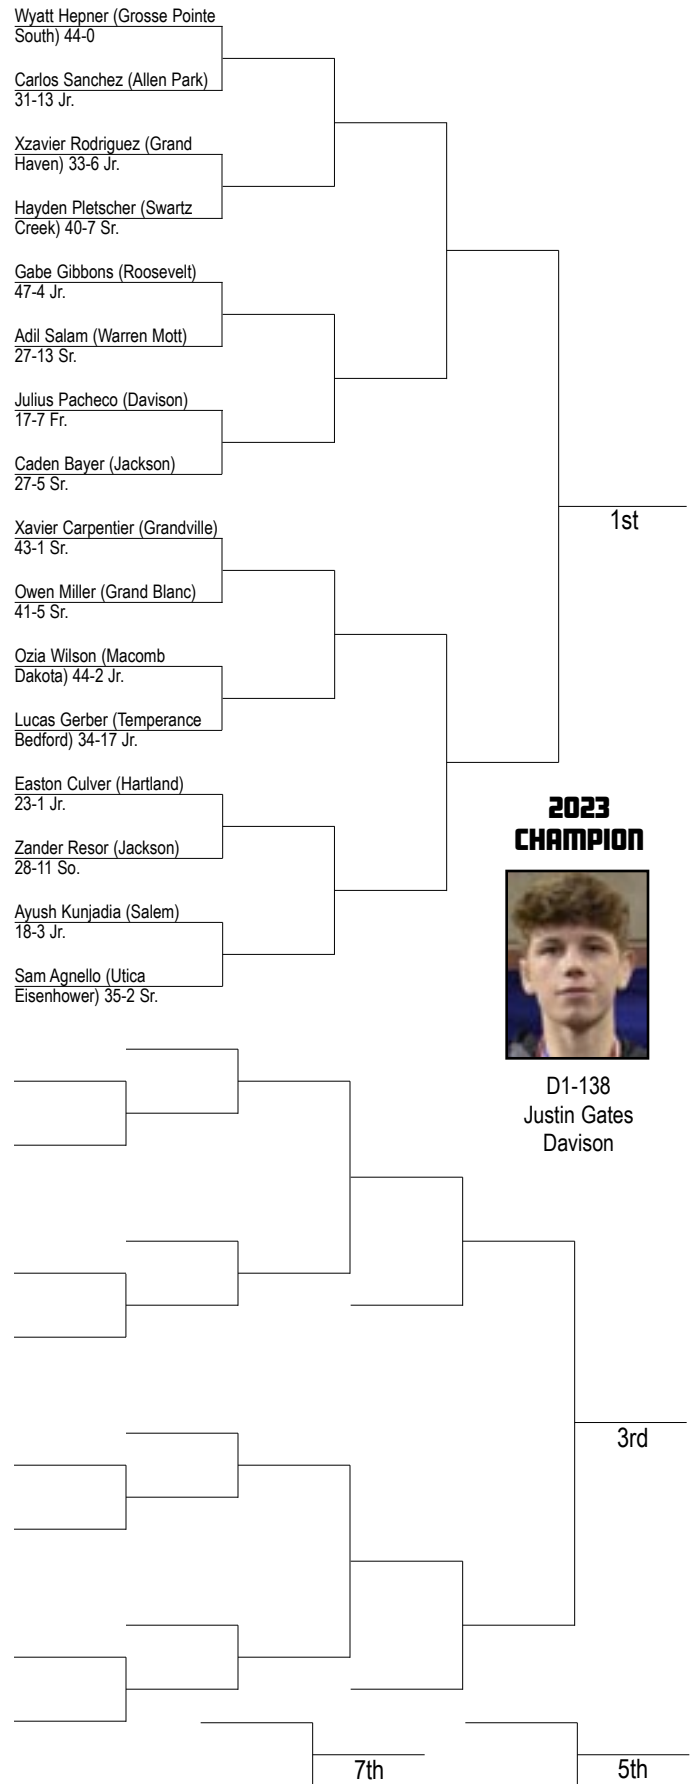 Wyatt Hepner (Grosse Pointe
South) 44-0
Carlos Sanchez (Allen Park)
31-13 Jr.
Xzavier Rodriguez (Grand
Haven) 33-6 Jr.
Hayden Pletscher (Swartz
Creek) 40-7 Sr.
Gabe Gibbons (Roosevelt)
47-4 Jr.
Adil Salam (Warren Mott)
27-13 Sr.
Julius Pacheco (Davison)
17-7 Fr.
Caden Bayer (Jackson)
27-5 Sr.
Xavier Carpentier (Grandville)
43-1 Sr.
Owen Miller (Grand Blanc)
41-5 Sr.
Ozia Wilson (Macomb
Dakota) 44-2 Jr.
Lucas Gerber (Temperance
Bedford) 34-17 Jr.
Easton Culver (Hartland)
23-1 Jr.
Zander Resor (Jackson)
28-11 So.
Ayush Kunjadia (Salem)
18-3 Jr.
Sam Agnello (Utica
Eisenhower) 35-2 Sr.
1st
2023
CHAMPION
D1-138
Justin Gates
Davison
3rd
7th
5th